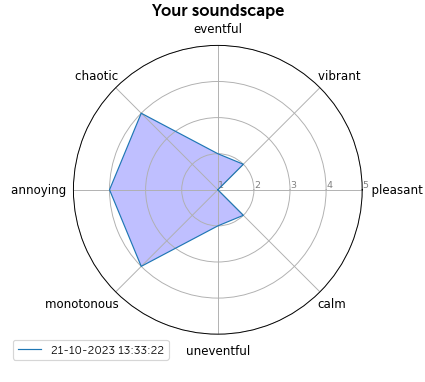 Your soundscape
eventful
chaotic
vibrant
annoying
1 2 3 4 5
pleasant
monotonous
calm
uneventful
21-10-2023 13:33:22